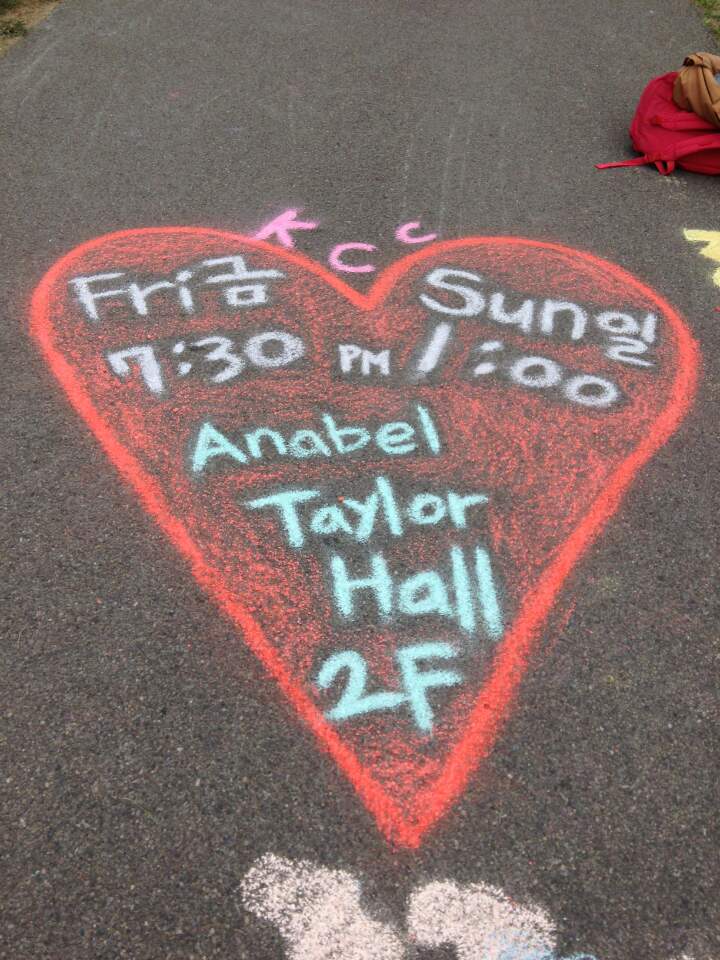 KCC
Fri금 Sun일
7:30 PM 1:00
Anabel
Taylor
Hall
2F